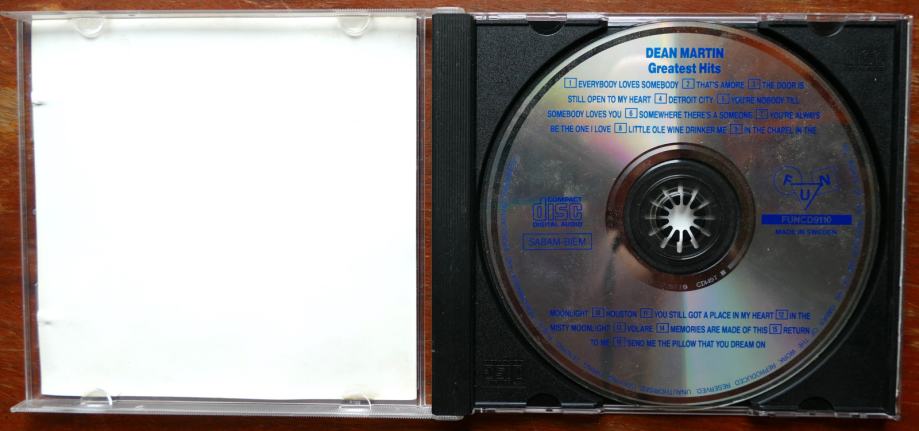 DEAN MARTIN
Greatest Hits
1 EVERYBODY LOVES SOMEBODY 2 THAT'S AMORE 3 THE DOOR IS
STILL OPEN TO MY HEART 4 DETROIT CITY 5 YOU'RE NOBODY TILL
SOMEBODY LOVES YOU 6 SOMEWHERE THERE'S A SOMEONE 7 YOU'RE ALWAYS
BE THE ONE I LOVE 8 LITTLE OLE WINE DRINKER ME 9 IN THE CHAPEL IN THE
FUN
COMPACT
disc
DIGITAL AUDIO
FUNCD9110
SABAM-BIEM
MADE IN SWEDEN
MOONLIGHT 10 HOUSTON 11 YOU STILL GOT A PLACE IN MY HEART 12 IN THE
MISTY MOONLIGHT 13 VOLARE 14 MEMORIES ARE MADE OF THIS 15 RETURN
TO ME 16 SEND ME THE PILLOW THAT YOU DREAM ON
THE WORK REPRODUCED RESERVED. UNAUTHORISED